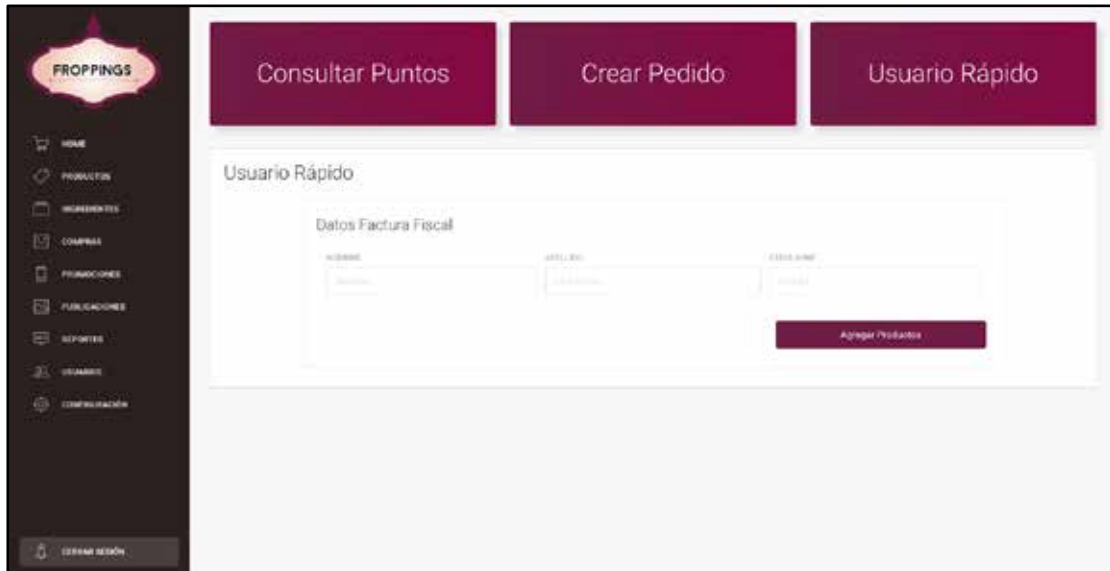 FROPPINGS
HOME
PRODUCTOS
INGREDIENTES
COMPRAS
PROMOCIONES
PUBLICACIONES
REPORTES
USUARIOS
CONFIGURACIÓN
CERRAR SESIÓN
Consultar Puntos
Crear Pedido
Usuario Rápido
Usuario Rápido
Datos Factura Fiscal
NOMBRE
APELLIDO
Agregar Productos